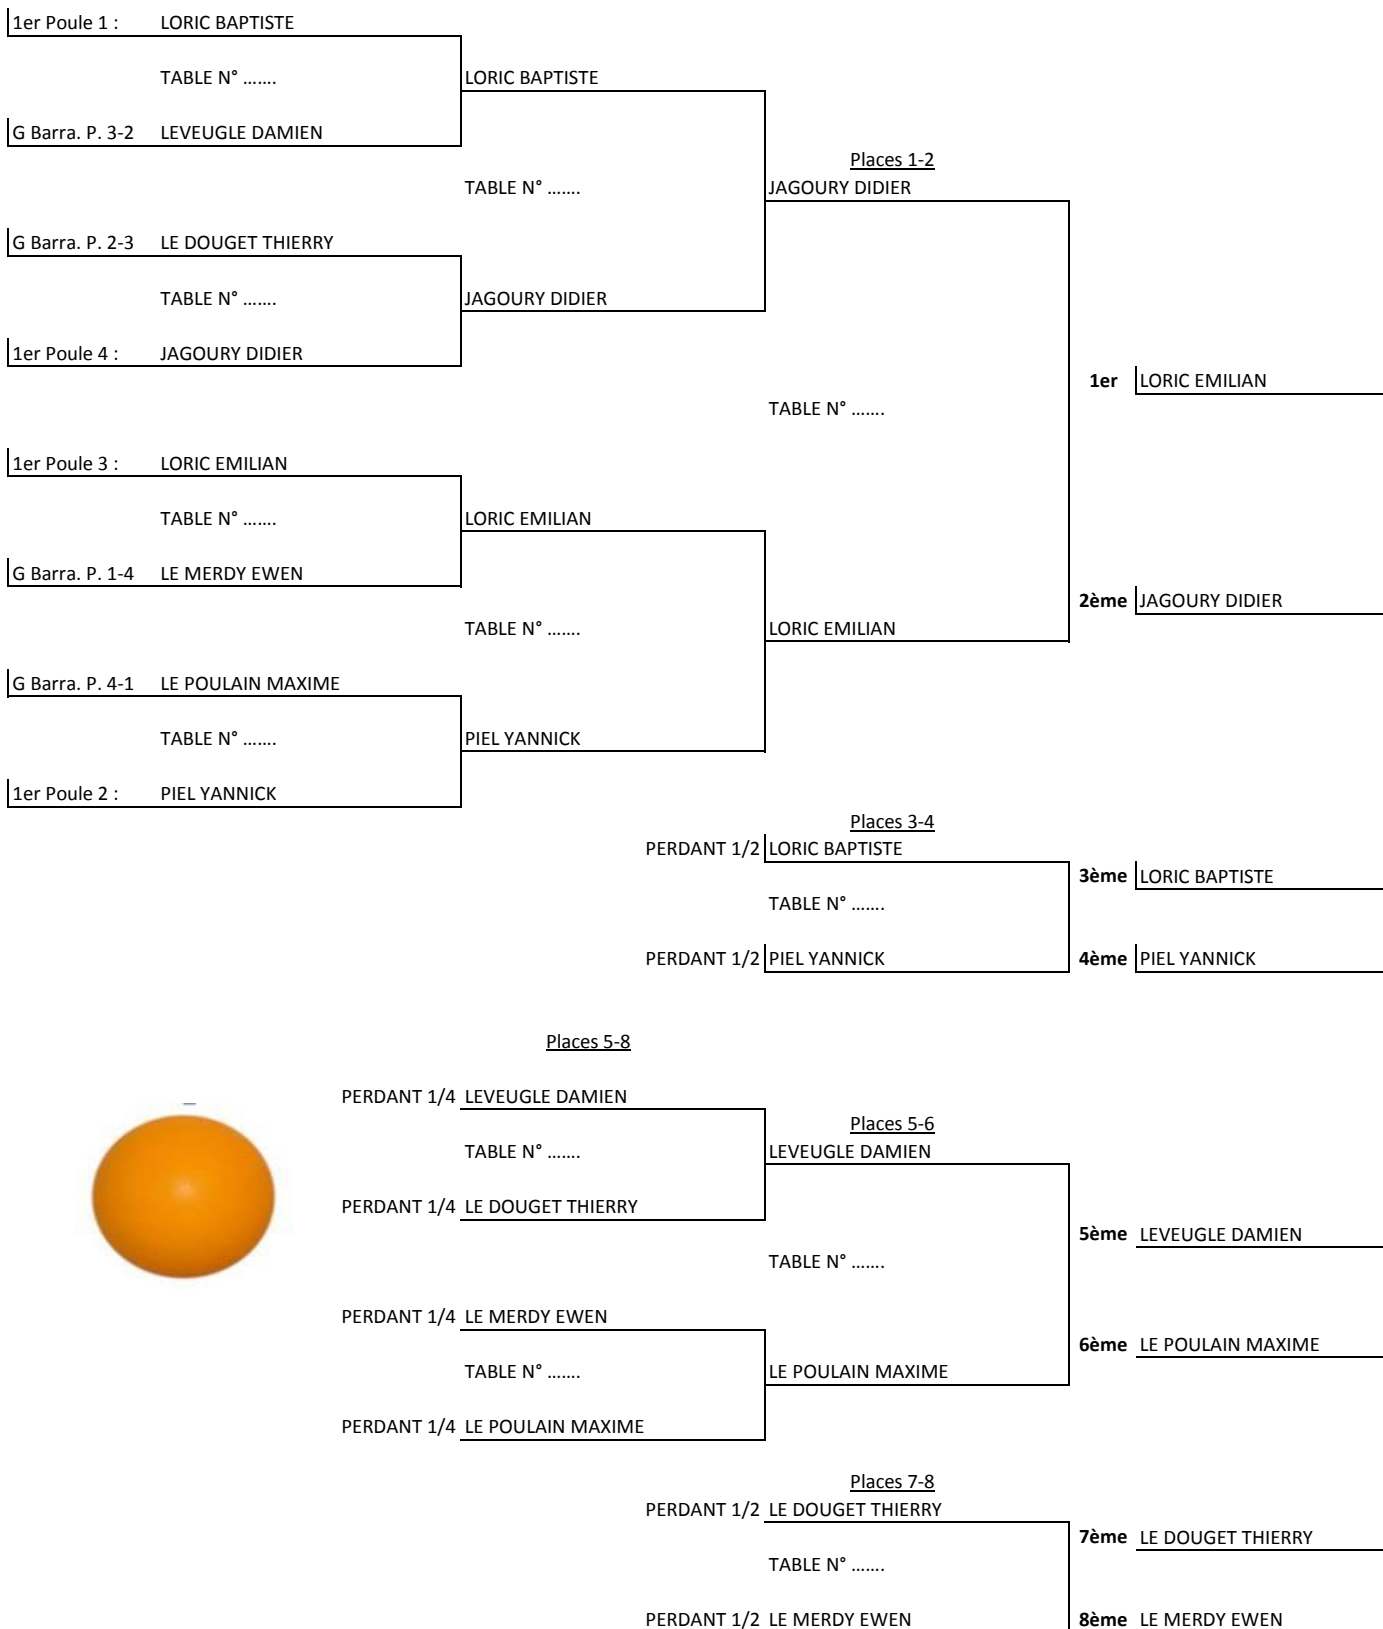 1er Poule 1 : LORIC BAPTISTE
TABLE N° ....... LORIC BAPTISTE
G Barra. P. 3-2 LEVEUGLE DAMIEN
Places 1-2
TABLE N° ....... JAGOURY DIDIER
G Barra. P. 2-3 LE DOUGET THIERRY
TABLE N° ....... JAGOURY DIDIER
1er Poule 4 : JAGOURY DIDIER
1er LORIC EMILIAN
TABLE N° .......
1er Poule 3 : LORIC EMILIAN
TABLE N° ....... LORIC EMILIAN
G Barra. P. 1-4 LE MERDY EWEN
2ème JAGOURY DIDIER
TABLE N° ....... LORIC EMILIAN
G Barra. P. 4-1 LE POULAIN MAXIME
TABLE N° ....... PIEL YANNICK
1er Poule 2 : PIEL YANNICK
Places 3-4
PERDANT 1/2 LORIC BAPTISTE
3ème LORIC BAPTISTE
TABLE N° .......
PERDANT 1/2 PIEL YANNICK 4ème PIEL YANNICK
Places 5-8
PERDANT 1/4 LEVEUGLE DAMIEN
Places 5-6
TABLE N° ....... LEVEUGLE DAMIEN
PERDANT 1/4 LE DOUGET THIERRY
5ème LEVEUGLE DAMIEN
TABLE N° .......
PERDANT 1/4 LE MERDY EWEN
6ème LE POULAIN MAXIME
TABLE N° ....... LE POULAIN MAXIME
PERDANT 1/4 LE POULAIN MAXIME
Places 7-8
PERDANT 1/2 LE DOUGET THIERRY
7ème LE DOUGET THIERRY
TABLE N° .......
PERDANT 1/2 LE MERDY EWEN 8ème LE MERDY EWEN